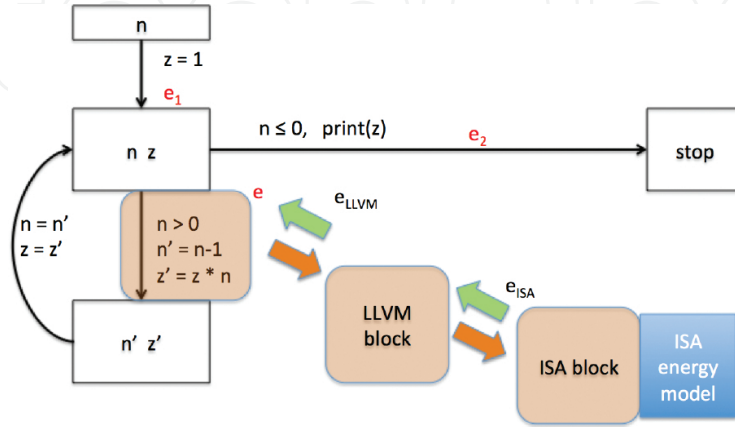 n
z = 1
e₁
n z
n ≤ 0, print(z)
e₂
stop
e
n = n’
z = z’
n > 0
n’ = n-1
z’ = z * n
n’ z’
eLLVM
LLVM
block
eISA
ISA block
ISA
energy
model